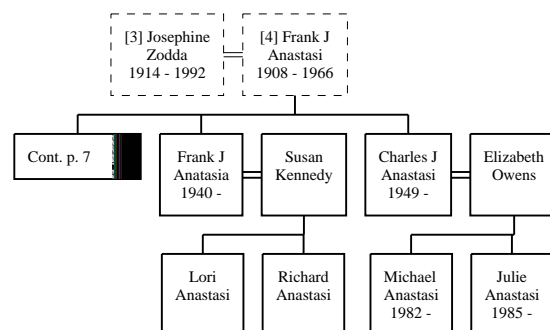 [3] Josephine
Zodda
1914 - 1992
[4] Frank J
Anastasi
1908 - 1966
Cont. p. 7
Frank J
Anatasia
1940 -
Susan
Kennedy
Charles J
Anastasi
1949 -
Elizabeth
Owens
Lori
Anastasi
Richard
Anastasi
Michael
Anastasi
1982 -
Julie
Anastasi
1985 -